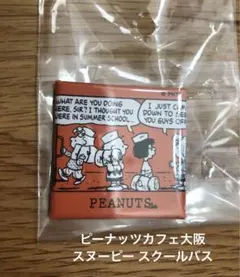 WHAT ARE YOU DOING
HERE, SIR? I THOUGHT YOU
WERE IN SUMMER SCHOOL...
I JUST
DOWN TO
YOU GUYS OFF
PEANUTS
ピーナッツカフェ大阪
スヌーピー スクールバス